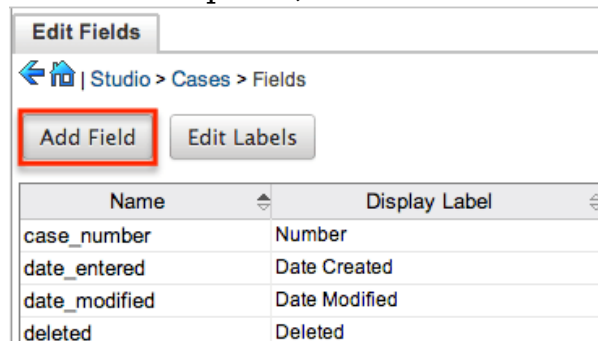 Edit Fields
| Studio > Cases > Fields
Add Field Edit Labels
Name Display Label
case_number Number
date_entered Date Created
date_modified Date Modified
deleted Deleted